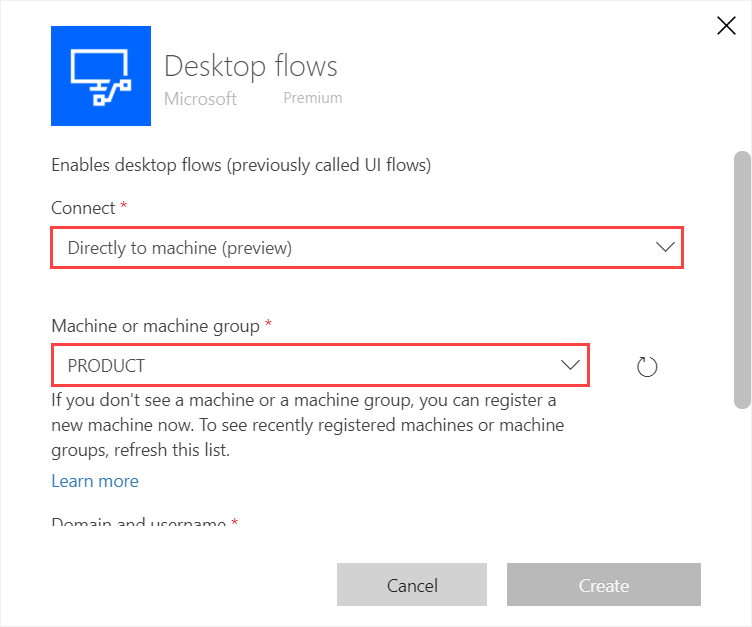 Desktop flows
Microsoft Premium
Enables desktop flows (previously called UI flows)
Connect *
Directly to machine (preview)
Machine or machine group *
PRODUCT
If you don't see a machine or a machine group, you can register a
new machine now. To see recently registered machines or machine
groups, refresh this list.
Learn more
Domain and username *
Cancel Create